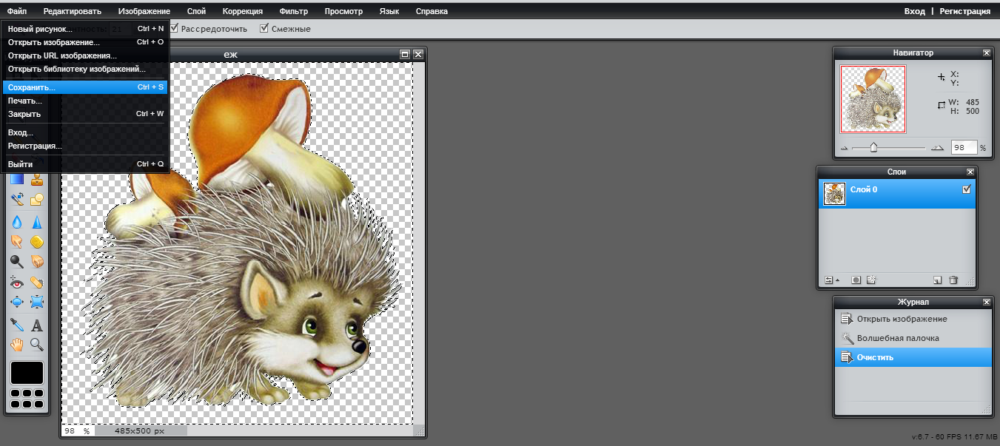 Файл Редактировать Изображение Слой Коррекция Фильтр Просмотр Язык Справка Вход | Регистрация
21 Рассредоточить Смежные
Новый рисунок... Ctrl + N
Открыть изображение... Ctrl + O
Открыть URL изображения...
Открыть библиотеку изображений...
Сохранить... Ctrl + S
Печать...
Закрыть Ctrl + W
Вход...
Регистрация...
Выйти Ctrl + Q
еж
98 % 485x500 px
Навигатор
X:
Y:
W: 485
H: 500
98 %
Слои
Слой 0
Журнал
Открыть изображение
Волшебная палочка
Очистить
v:6.7 - 60 FPS 11.67 MB